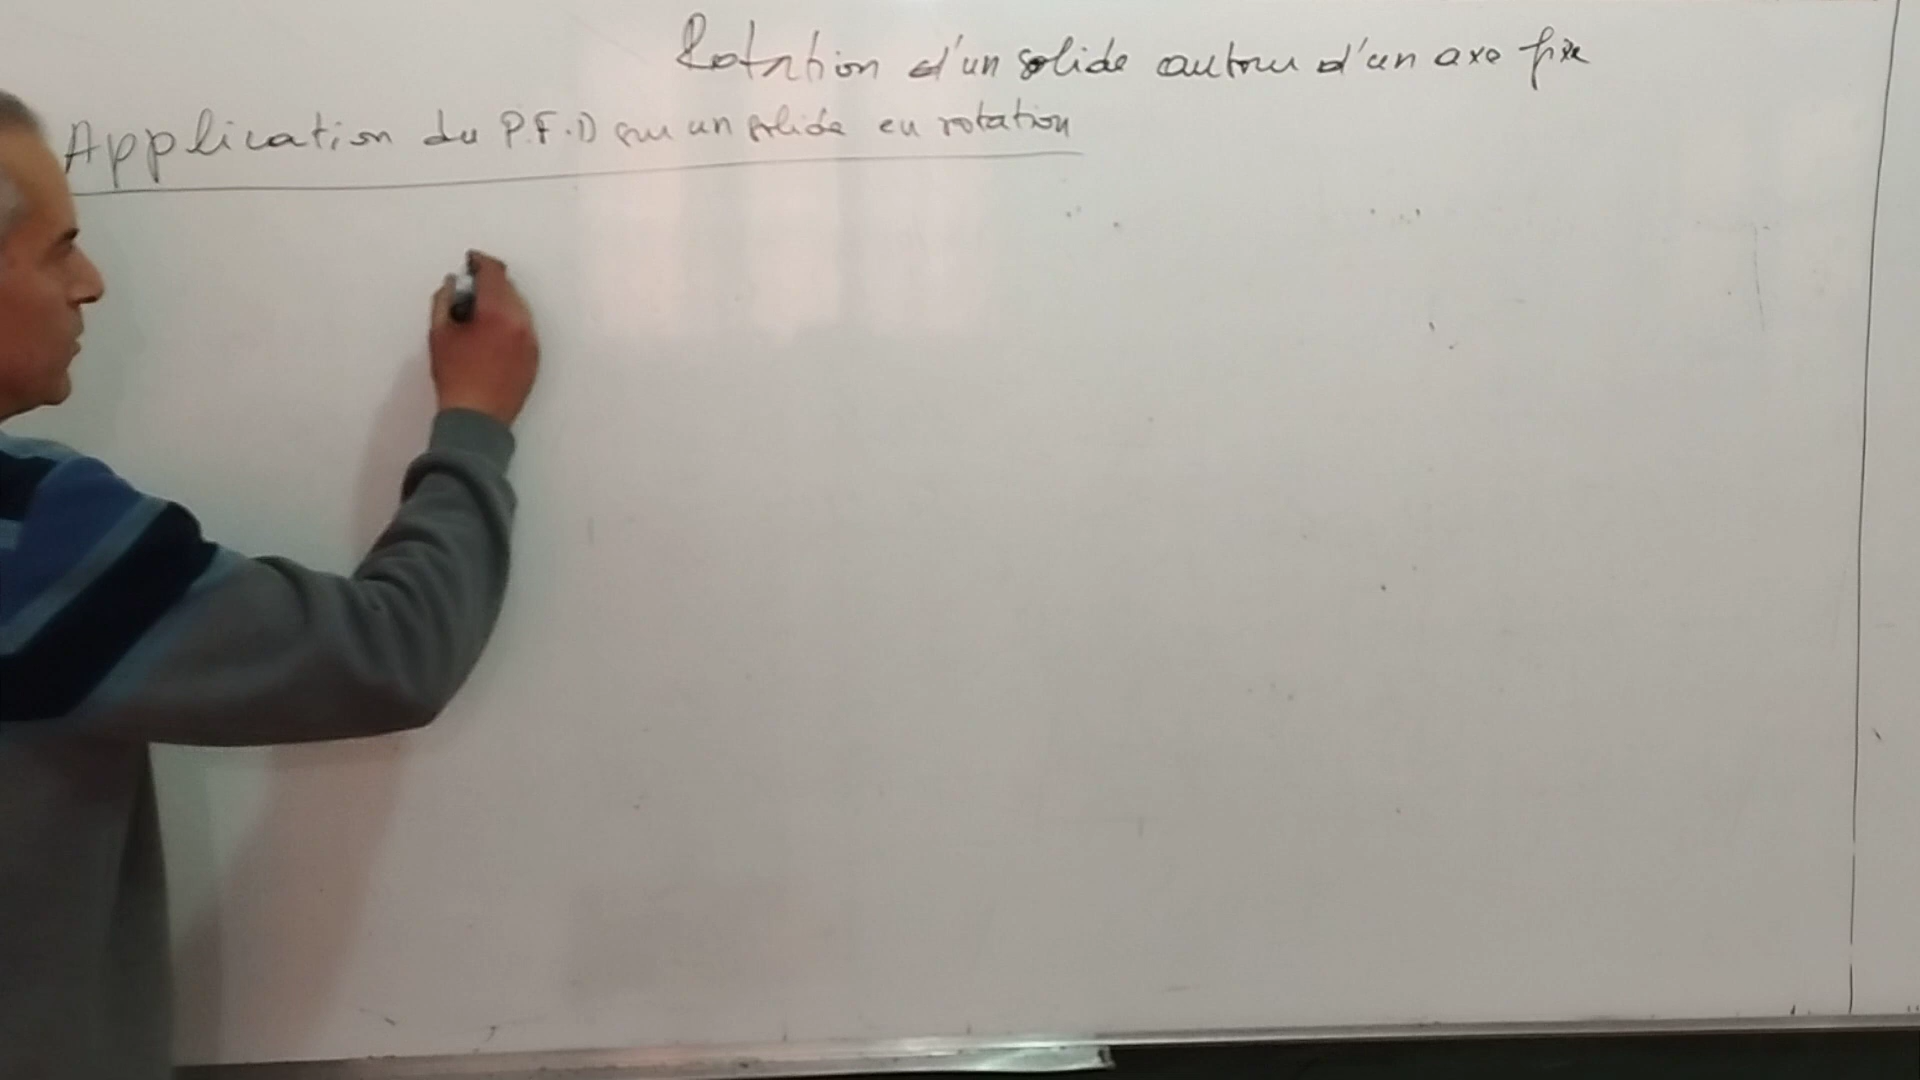 Rotation d'un solide autour d'un axe fixe
Application du P.F.D sur un solide en rotation